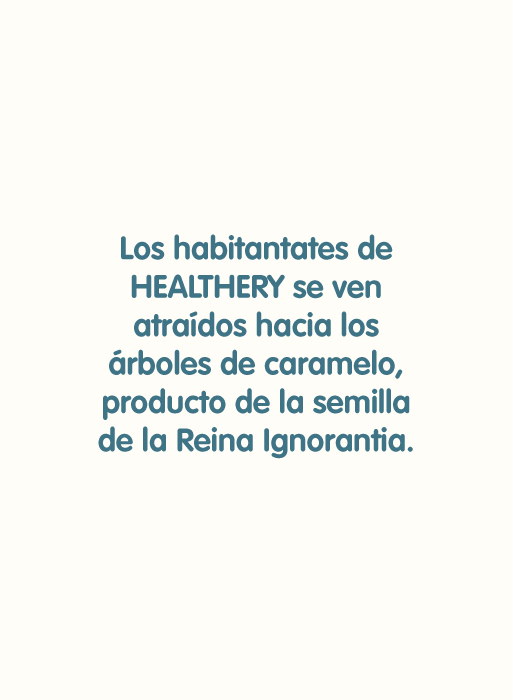 Los habitantates de
HEALTHERY se ven
atraídos hacia los
árboles de caramelo,
producto de la semilla
de la Reina Ignorantia.